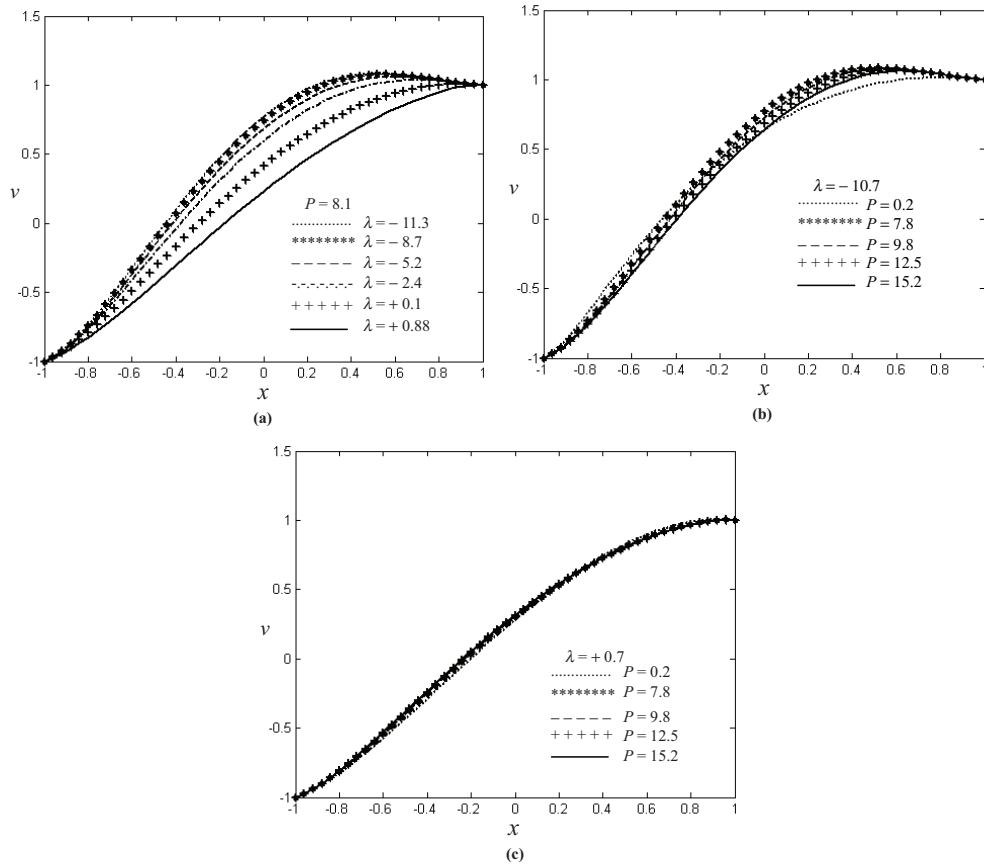 1.5
1
0.5
0
-0.5
-1
v
-1 -0.8 -0.6 -0.4 -0.2 0 0.2 0.4 0.6 0.8 1
x
P = 8.1
λ = − 11.3
λ = − 8.7
λ = − 5.2
λ = − 2.4
λ = + 0.1
λ = + 0.88
(a)
1.5
1
0.5
0
-0.5
-1
v
-1 -0.8 -0.6 -0.4 -0.2 0 0.2 0.4 0.6 0.8 1
x
λ = − 10.7
P = 0.2
P = 7.8
P = 9.8
P = 12.5
P = 15.2
(b)
1.5
1
0.5
0
-0.5
-1
v
-1 -0.8 -0.6 -0.4 -0.2 0 0.2 0.4 0.6 0.8 1
x
λ = + 0.7
P = 0.2
P = 7.8
P = 9.8
P = 12.5
P = 15.2
(c)